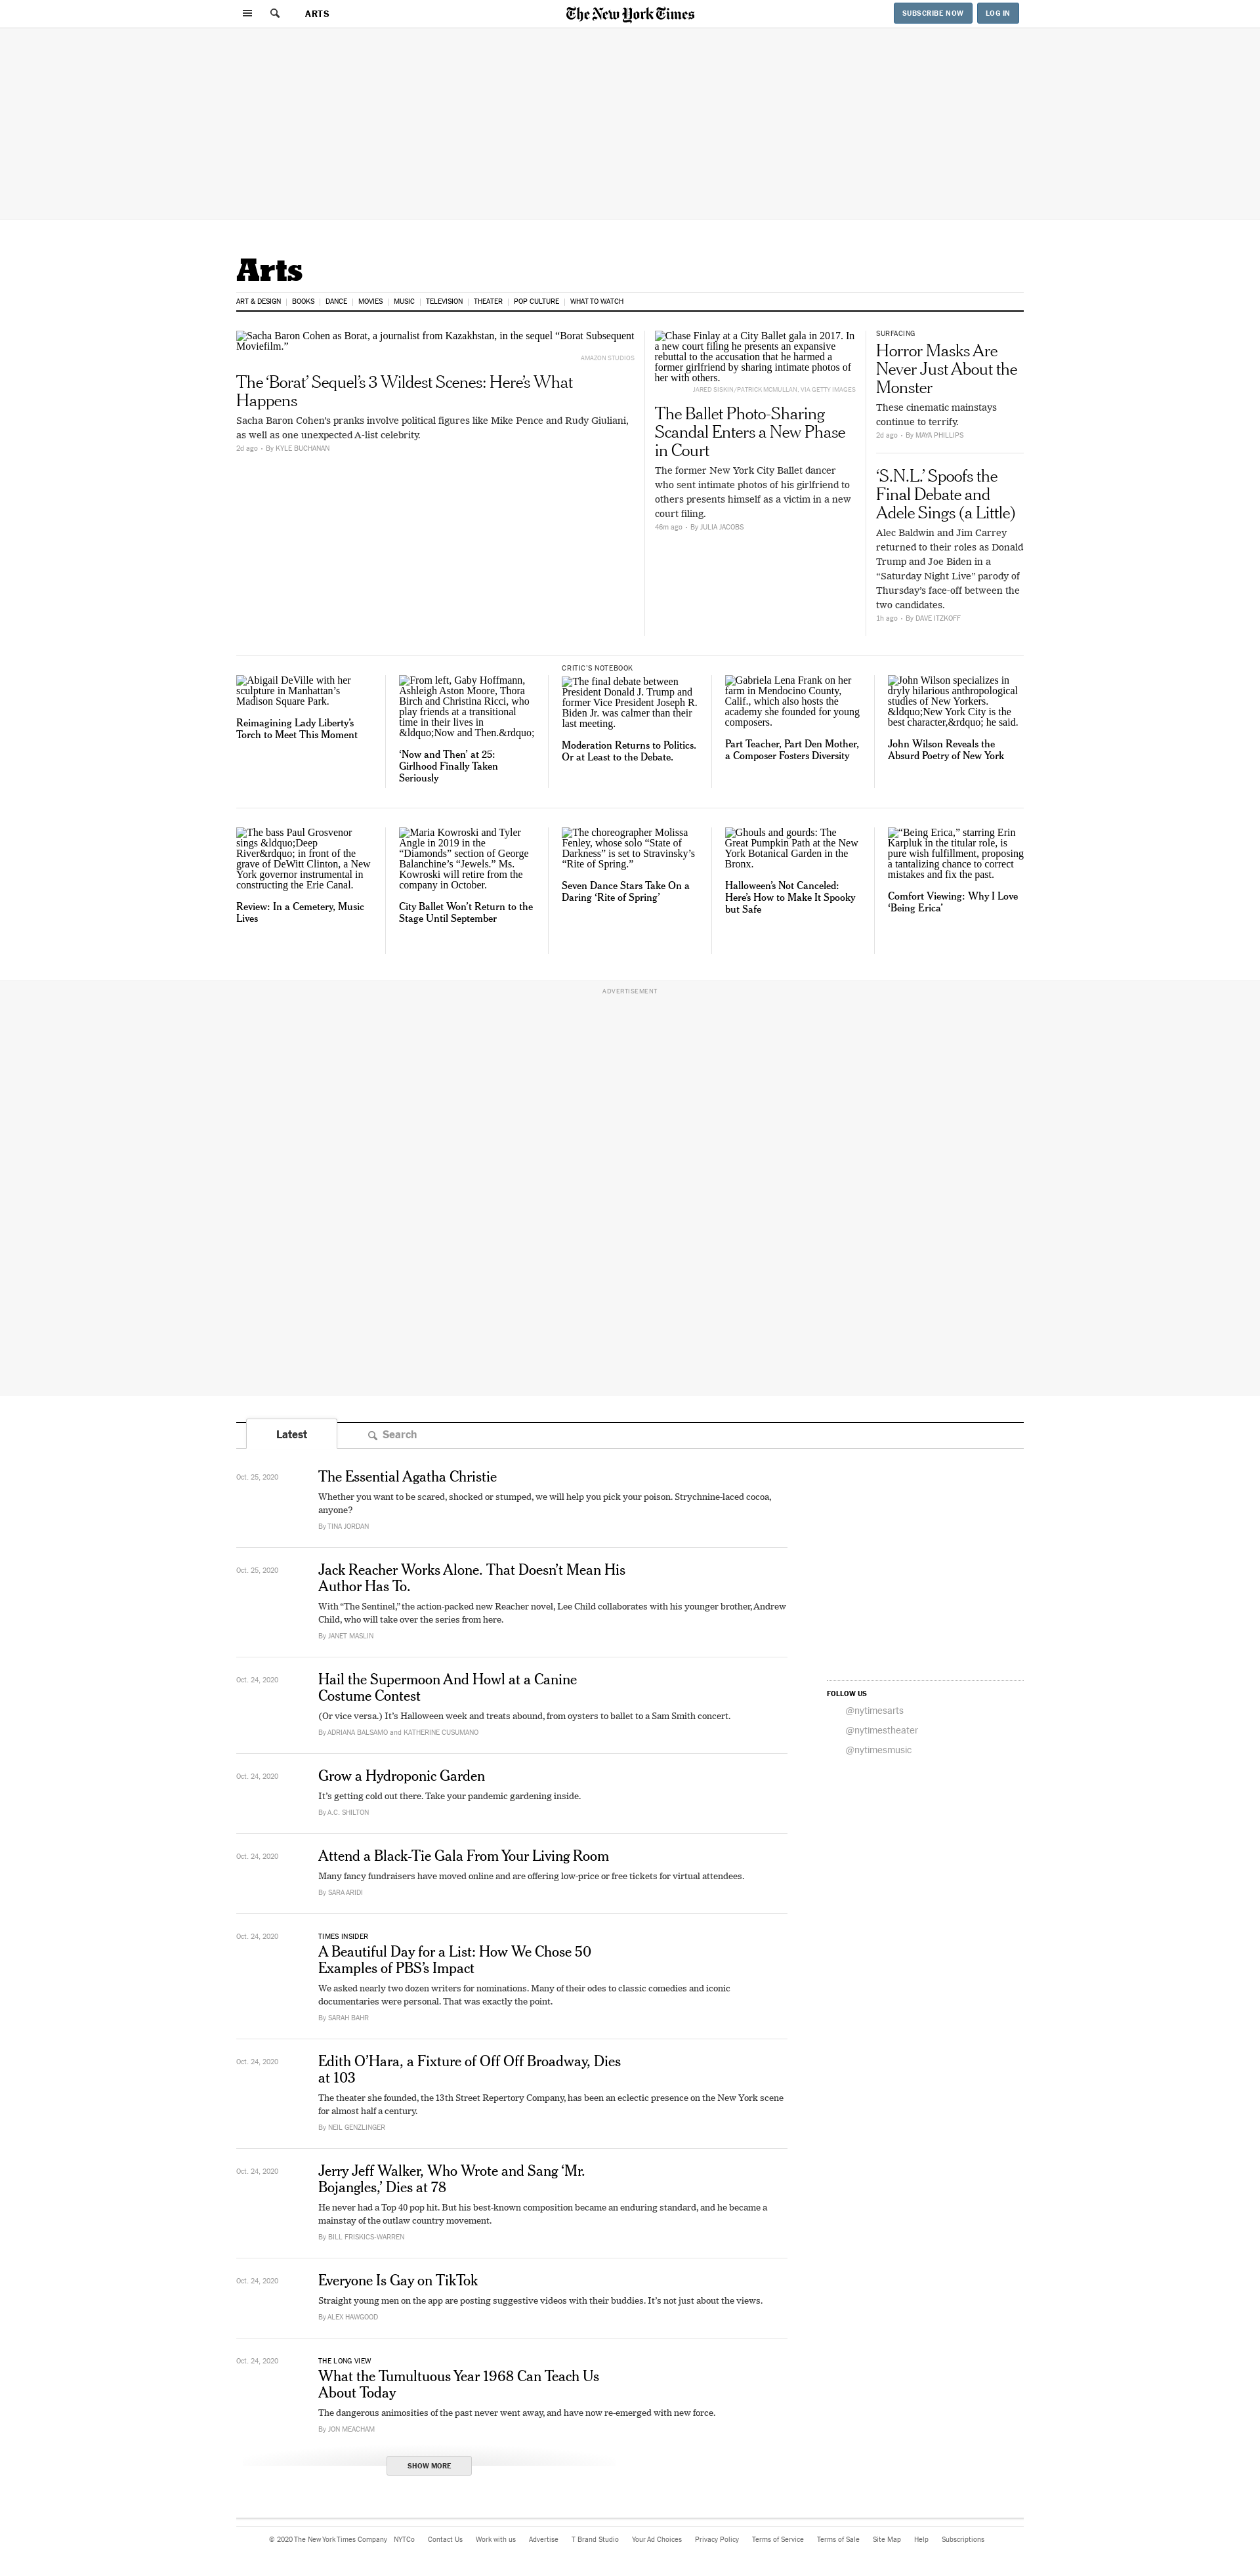 ARTS
The New York Times
SUBSCRIBE NOW
LOG IN
Arts
ART & DESIGN
BOOKS
DANCE
MOVIES
MUSIC
TELEVISION
THEATER
POP CULTURE
WHAT TO WATCH
Sacha Baron Cohen as Borat, a journalist from Kazakhstan, in the sequel “Borat Subsequent
Moviefilm.”
AMAZON STUDIOS
The ‘Borat’ Sequel’s 3 Wildest Scenes: Here’s What
Happens
Sacha Baron Cohen’s pranks involve political figures like Mike Pence and Rudy Giuliani,
as well as one unexpected A-list celebrity.
2d ago • By KYLE BUCHANAN
Chase Finlay at a City Ballet gala in 2017. In
a new court filing he presents an expansive
rebuttal to the accusation that he harmed a
former girlfriend by sharing intimate photos of
her with others.
JARED SISKIN/PATRICK MCMULLAN, VIA GETTY IMAGES
The Ballet Photo-Sharing
Scandal Enters a New Phase
in Court
The former New York City Ballet dancer
who sent intimate photos of his girlfriend to
others presents himself as a victim in a new
court filing.
46m ago • By JULIA JACOBS
SURFACING
Horror Masks Are
Never Just About the
Monster
These cinematic mainstays
continue to terrify.
2d ago • By MAYA PHILLIPS
‘S.N.L.’ Spoofs the
Final Debate and
Adele Sings (a Little)
Alec Baldwin and Jim Carrey
returned to their roles as Donald
Trump and Joe Biden in a
“Saturday Night Live” parody of
Thursday’s face-off between the
two candidates.
1h ago • By DAVE ITZKOFF
Abigail DeVille with her
sculpture in Manhattan’s
Madison Square Park.
Reimagining Lady Liberty’s
Torch to Meet This Moment
From left, Gaby Hoffmann,
Ashleigh Aston Moore, Thora
Birch and Christina Ricci, who
play friends at a transitional
time in their lives in
&ldquo;Now and Then.&rdquo;
‘Now and Then’ at 25:
Girlhood Finally Taken
Seriously
CRITIC’S NOTEBOOK
The final debate between
President Donald J. Trump and
former Vice President Joseph R.
Biden Jr. was calmer than their
last meeting.
Moderation Returns to Politics.
Or at Least to the Debate.
Gabriela Lena Frank on her
farm in Mendocino County,
Calif., which also hosts the
academy she founded for young
composers.
Part Teacher, Part Den Mother,
a Composer Fosters Diversity
John Wilson specializes in
dryly hilarious anthropological
studies of New Yorkers.
&ldquo;New York City is the
best character,&rdquo; he said.
John Wilson Reveals the
Absurd Poetry of New York
The bass Paul Grosvenor
sings &ldquo;Deep
River&rdquo; in front of the
grave of DeWitt Clinton, a New
York governor instrumental in
constructing the Erie Canal.
Review: In a Cemetery, Music
Lives
Maria Kowroski and Tyler
Angle in 2019 in the
“Diamonds” section of George
Balanchine’s “Jewels.” Ms.
Kowroski will retire from the
company in October.
City Ballet Won’t Return to the
Stage Until September
The choreographer Molissa
Fenley, whose solo “State of
Darkness” is set to Stravinsky’s
“Rite of Spring.”
Seven Dance Stars Take On a
Daring ‘Rite of Spring’
Ghouls and gourds: The
Great Pumpkin Path at the New
York Botanical Garden in the
Bronx.
Halloween’s Not Canceled:
Here’s How to Make It Spooky
but Safe
“Being Erica,” starring Erin
Karpluk in the titular role, is
pure wish fulfillment, proposing
a tantalizing chance to correct
mistakes and fix the past.
Comfort Viewing: Why I Love
‘Being Erica’
ADVERTISEMENT
Latest
Search
Oct. 25, 2020
The Essential Agatha Christie
Whether you want to be scared, shocked or stumped, we will help you pick your poison. Strychnine-laced cocoa,
anyone?
By TINA JORDAN
Oct. 25, 2020
Jack Reacher Works Alone. That Doesn’t Mean His
Author Has To.
With “The Sentinel,” the action-packed new Reacher novel, Lee Child collaborates with his younger brother, Andrew
Child, who will take over the series from here.
By JANET MASLIN
Oct. 24, 2020
Hail the Supermoon And Howl at a Canine
Costume Contest
(Or vice versa.) It’s Halloween week and treats abound, from oysters to ballet to a Sam Smith concert.
By ADRIANA BALSAMO and KATHERINE CUSUMANO
Oct. 24, 2020
Grow a Hydroponic Garden
It’s getting cold out there. Take your pandemic gardening inside.
By A.C. SHILTON
Oct. 24, 2020
Attend a Black-Tie Gala From Your Living Room
Many fancy fundraisers have moved online and are offering low-price or free tickets for virtual attendees.
By SARA ARIDI
Oct. 24, 2020
TIMES INSIDER
A Beautiful Day for a List: How We Chose 50
Examples of PBS’s Impact
We asked nearly two dozen writers for nominations. Many of their odes to classic comedies and iconic
documentaries were personal. That was exactly the point.
By SARAH BAHR
Oct. 24, 2020
Edith O’Hara, a Fixture of Off Off Broadway, Dies
at 103
The theater she founded, the 13th Street Repertory Company, has been an eclectic presence on the New York scene
for almost half a century.
By NEIL GENZLINGER
Oct. 24, 2020
Jerry Jeff Walker, Who Wrote and Sang ‘Mr.
Bojangles,’ Dies at 78
He never had a Top 40 pop hit. But his best-known composition became an enduring standard, and he became a
mainstay of the outlaw country movement.
By BILL FRISKICS-WARREN
Oct. 24, 2020
Everyone Is Gay on TikTok
Straight young men on the app are posting suggestive videos with their buddies. It’s not just about the views.
By ALEX HAWGOOD
Oct. 24, 2020
THE LONG VIEW
What the Tumultuous Year 1968 Can Teach Us
About Today
The dangerous animosities of the past never went away, and have now re-emerged with new force.
By JON MEACHAM
SHOW MORE
FOLLOW US
@nytimesarts
@nytimestheater
@nytimesmusic
© 2020 The New York Times Company NYTCo Contact Us Work with us Advertise T Brand Studio Your Ad Choices Privacy Policy Terms of Service Terms of Sale Site Map Help Subscriptions